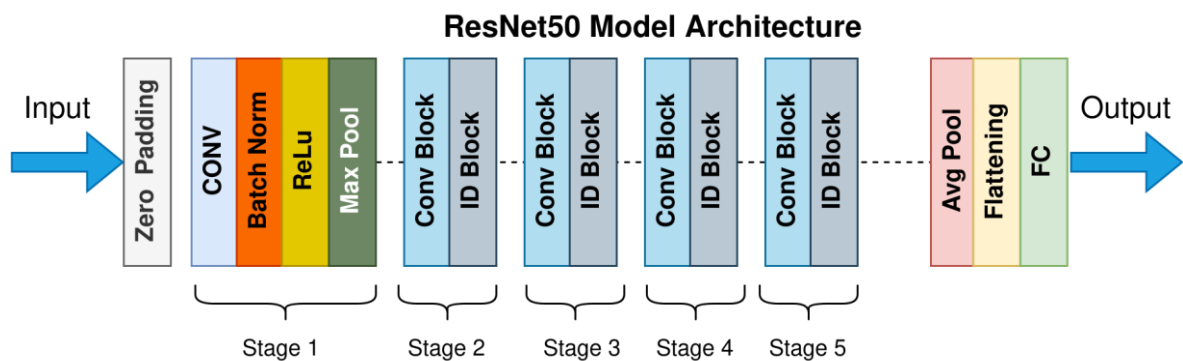 ResNet50 Model Architecture
Input
Zero Padding
CONV
Batch Norm
ReLu
Max Pool
Conv Block
ID Block
Conv Block
ID Block
Conv Block
ID Block
Conv Block
ID Block
Avg Pool
Flattening
FC
Output
Stage 1
Stage 2
Stage 3
Stage 4
Stage 5